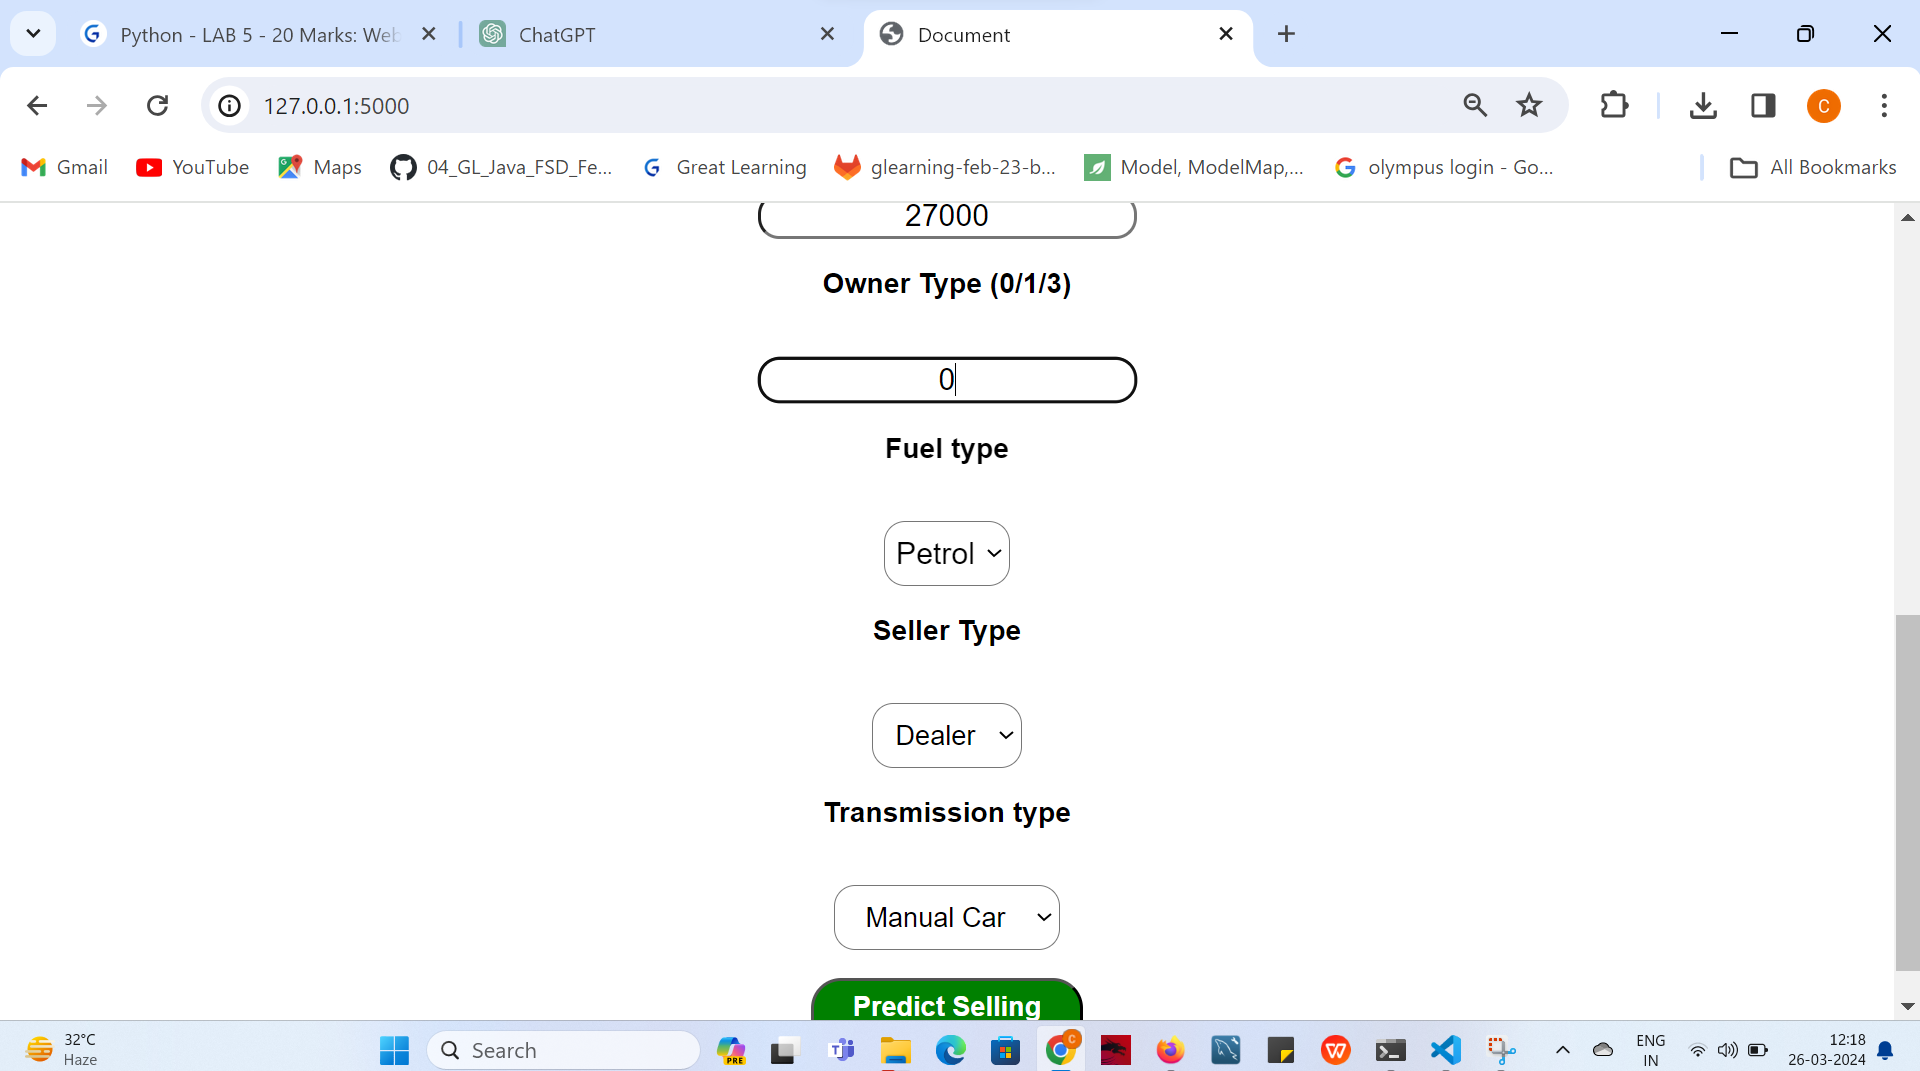 Python - LAB 5 - 20 Marks: Web
ChatGPT
Document
127.0.0.1:5000
C
Gmail
YouTube
Maps
04_GL_Java_FSD_Fe...
Great Learning
glearning-feb-23-b...
Model, ModelMap,...
olympus login - Go...
All Bookmarks
27000
Owner Type (0/1/3)
0
Fuel type
Petrol
Seller Type
Dealer
Transmission type
Manual Car
Predict Selling
32°C
Haze
Search
PRE
C
ENG
IN
12:18
26-03-2024